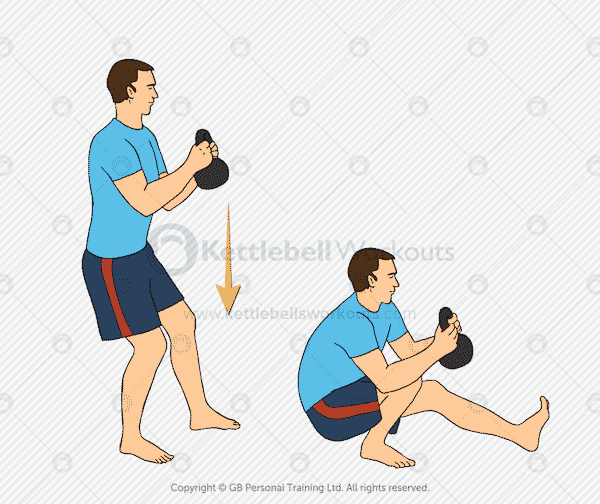 Kettlebell Workouts
www.kettlebellsworkouts.com
Copyright © GB Personal Training Ltd. All rights reserved.